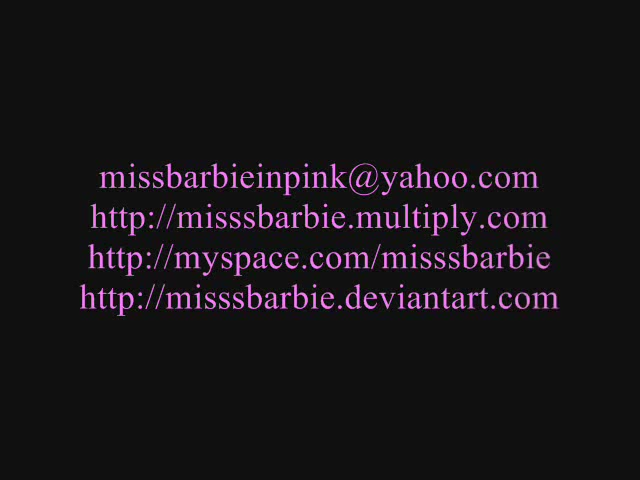 missbarbieinpink@yahoo.com
http://misssbarbie.multiply.com
http://myspace.com/misssbarbie
http://misssbarbie.deviantart.com